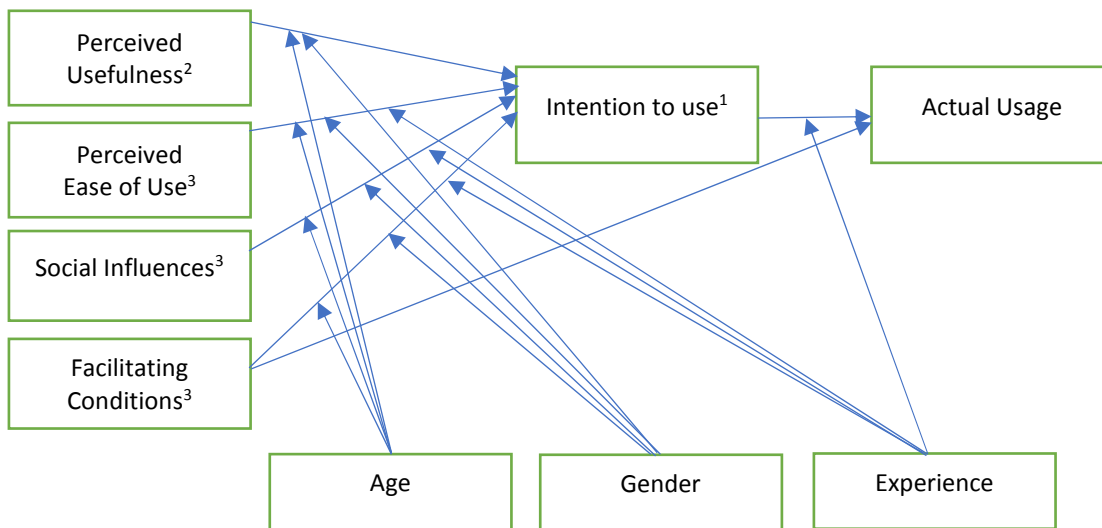 Perceived
Usefulness²
Intention to use¹
Actual Usage
Perceived
Ease of Use³
Social Influences³
Facilitating
Conditions³
Age
Gender
Experience